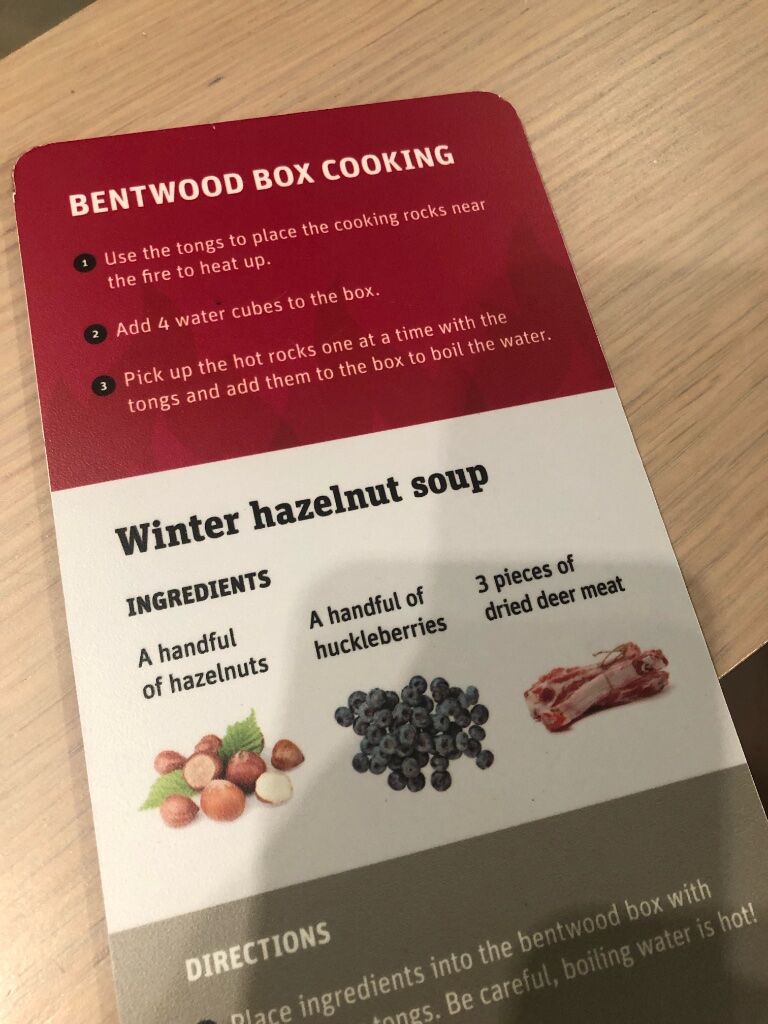 BENTWOOD BOX COOKING
1 Use the tongs to place the cooking rocks near
the fire to heat up.
2 Add 4 water cubes to the box.
3 Pick up the hot rocks one at a time with the
tongs and add them to the box to boil the water.
Winter hazelnut soup
INGREDIENTS
A handful
of hazelnuts
A handful of
huckleberries
3 pieces of
dried deer meat
DIRECTIONS
Place ingredients into the bentwood box with
tongs. Be careful, boiling water is hot!